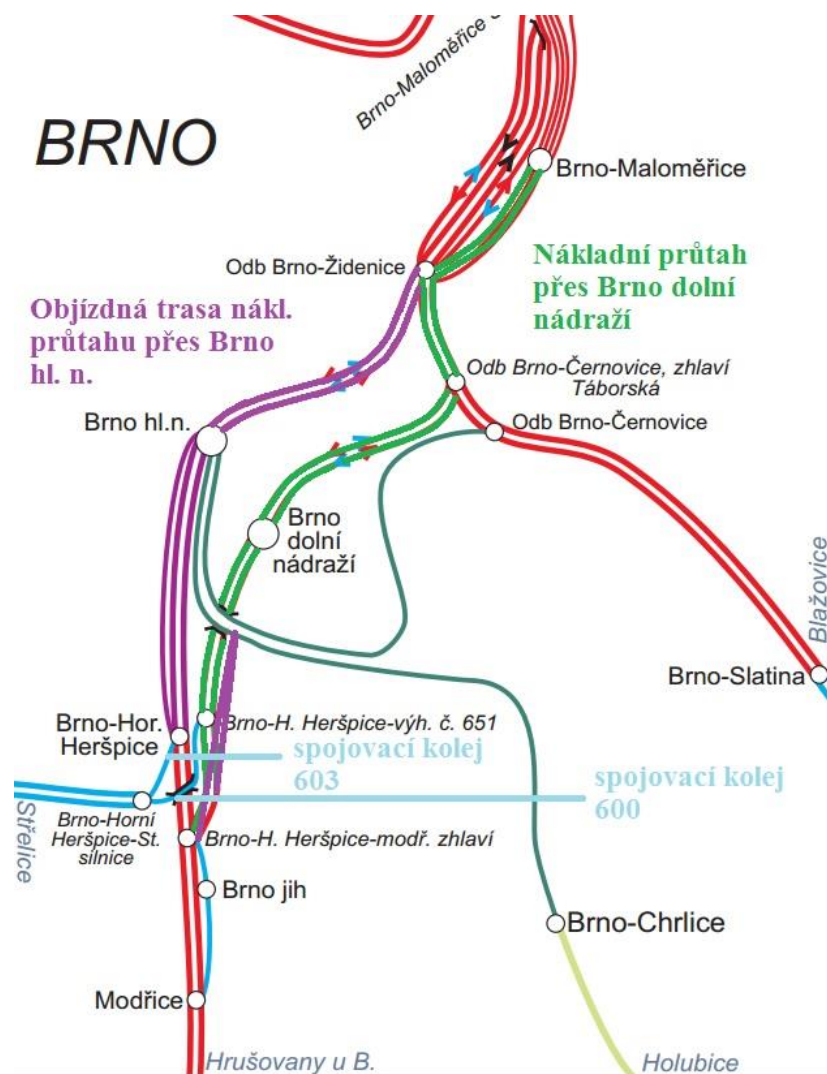 BRNO
Brno-Maloměřice
Brno-Maloměřice
Odb Brno-Židenice
Nákladní průtah
přes Brno dolní
nádraží
Objízdná trasa nákl.
průtahu přes Brno
hl. n.
Odb Brno-Černovice, zhlaví
Táborská
Brno hl.n.
Odb Brno-Černovice
Brno
dolní
nádraží
Blažovice
Brno-Slatina
Brno-Hor.
Heršpice
Brno-H. Heršpice-výh. č. 651
spojovací kolej
603
spojovací kolej
600
Střelice
Brno-Horní
Heršpice-St.
silnice
Brno-H. Heršpice-modř. zhlaví
Brno jih
Brno-Chrlice
Modřice
Hrušovany u B.
Holubice